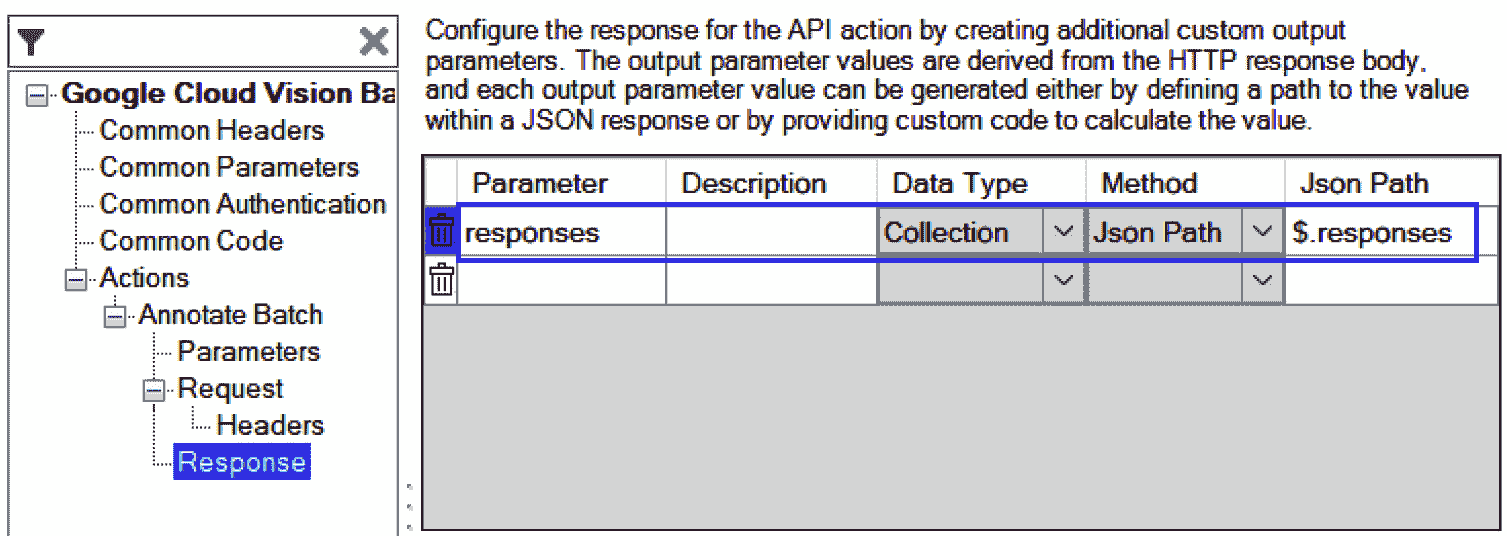 Google Cloud Vision Ba
Common Headers
Common Parameters
Common Authentication
Common Code
Actions
Annotate Batch
Parameters
Request
Headers
Response
Configure the response for the API action by creating additional custom output
parameters. The output parameter values are derived from the HTTP response body,
and each output parameter value can be generated either by defining a path to the value
within a JSON response or by providing custom code to calculate the value.
Parameter Description Data Type Method Json Path
responses Collection Json Path $.responses